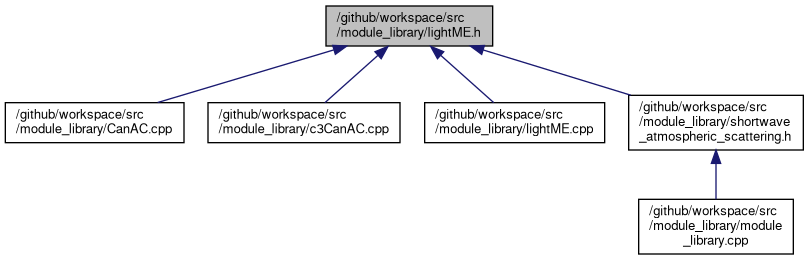 /github/workspace/src
/module_library/lightME.h
/github/workspace/src
/module_library/CanAC.cpp
/github/workspace/src
/module_library/c3CanAC.cpp
/github/workspace/src
/module_library/lightME.cpp
/github/workspace/src
/module_library/shortwave
_atmospheric_scattering.h
/github/workspace/src
/module_library/module
_library.cpp